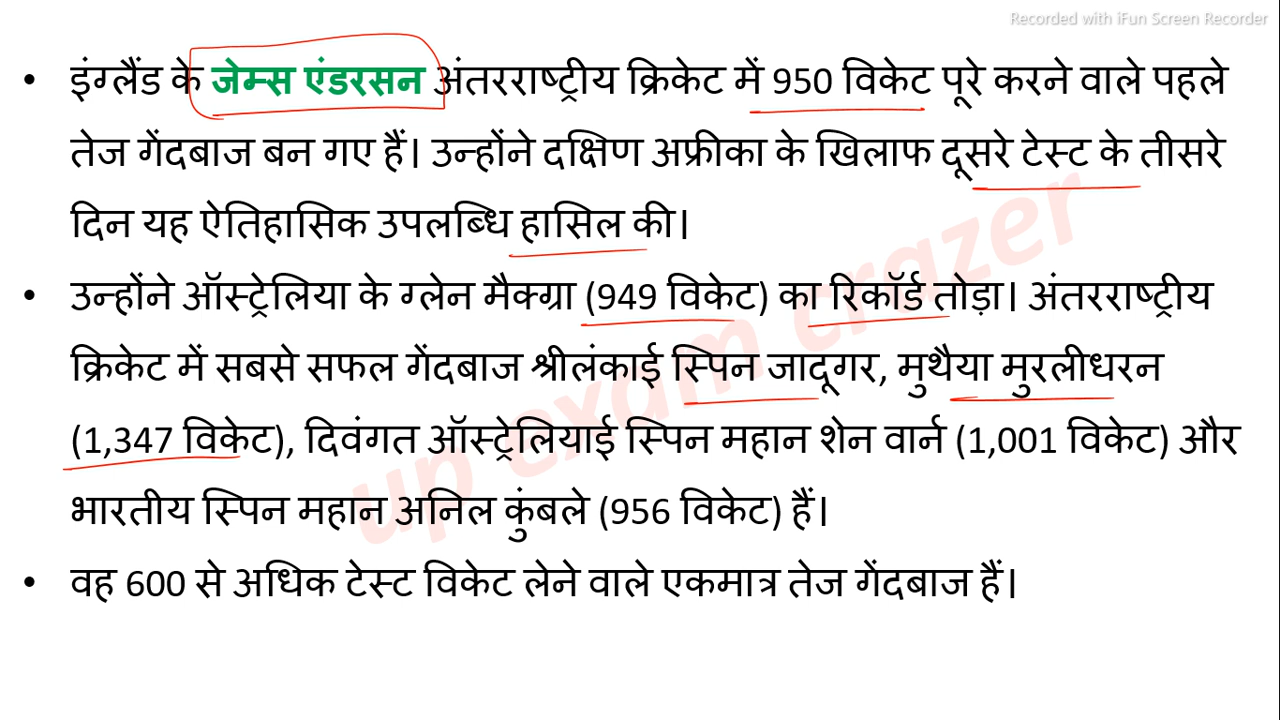 Recorded with iFun Screen Recorder
• इंग्लैंड के जेम्स एंडरसन अंतरराष्ट्रीय क्रिकेट में 950 विकेट पूरे करने वाले पहले
तेज गेंदबाज बन गए हैं। उन्होंने दक्षिण अफ्रीका के खिलाफ दूसरे टेस्ट के तीसरे
दिन यह ऐतिहासिक उपलब्धि हासिल की।
• उन्होंने ऑस्ट्रेलिया के ग्लेन मैक्ग्रा (949 विकेट) का रिकॉर्ड तोड़ा। अंतरराष्ट्रीय
क्रिकेट में सबसे सफल गेंदबाज श्रीलंकाई स्पिन जादूगर, मुथैया मुरलीधरन
(1,347 विकेट), दिवंगत ऑस्ट्रेलियाई स्पिन महान शेन वार्न (1,001 विकेट) और
भारतीय स्पिन महान अनिल कुंबले (956 विकेट) हैं।
• वह 600 से अधिक टेस्ट विकेट लेने वाले एकमात्र तेज गेंदबाज हैं।
up exam crazer